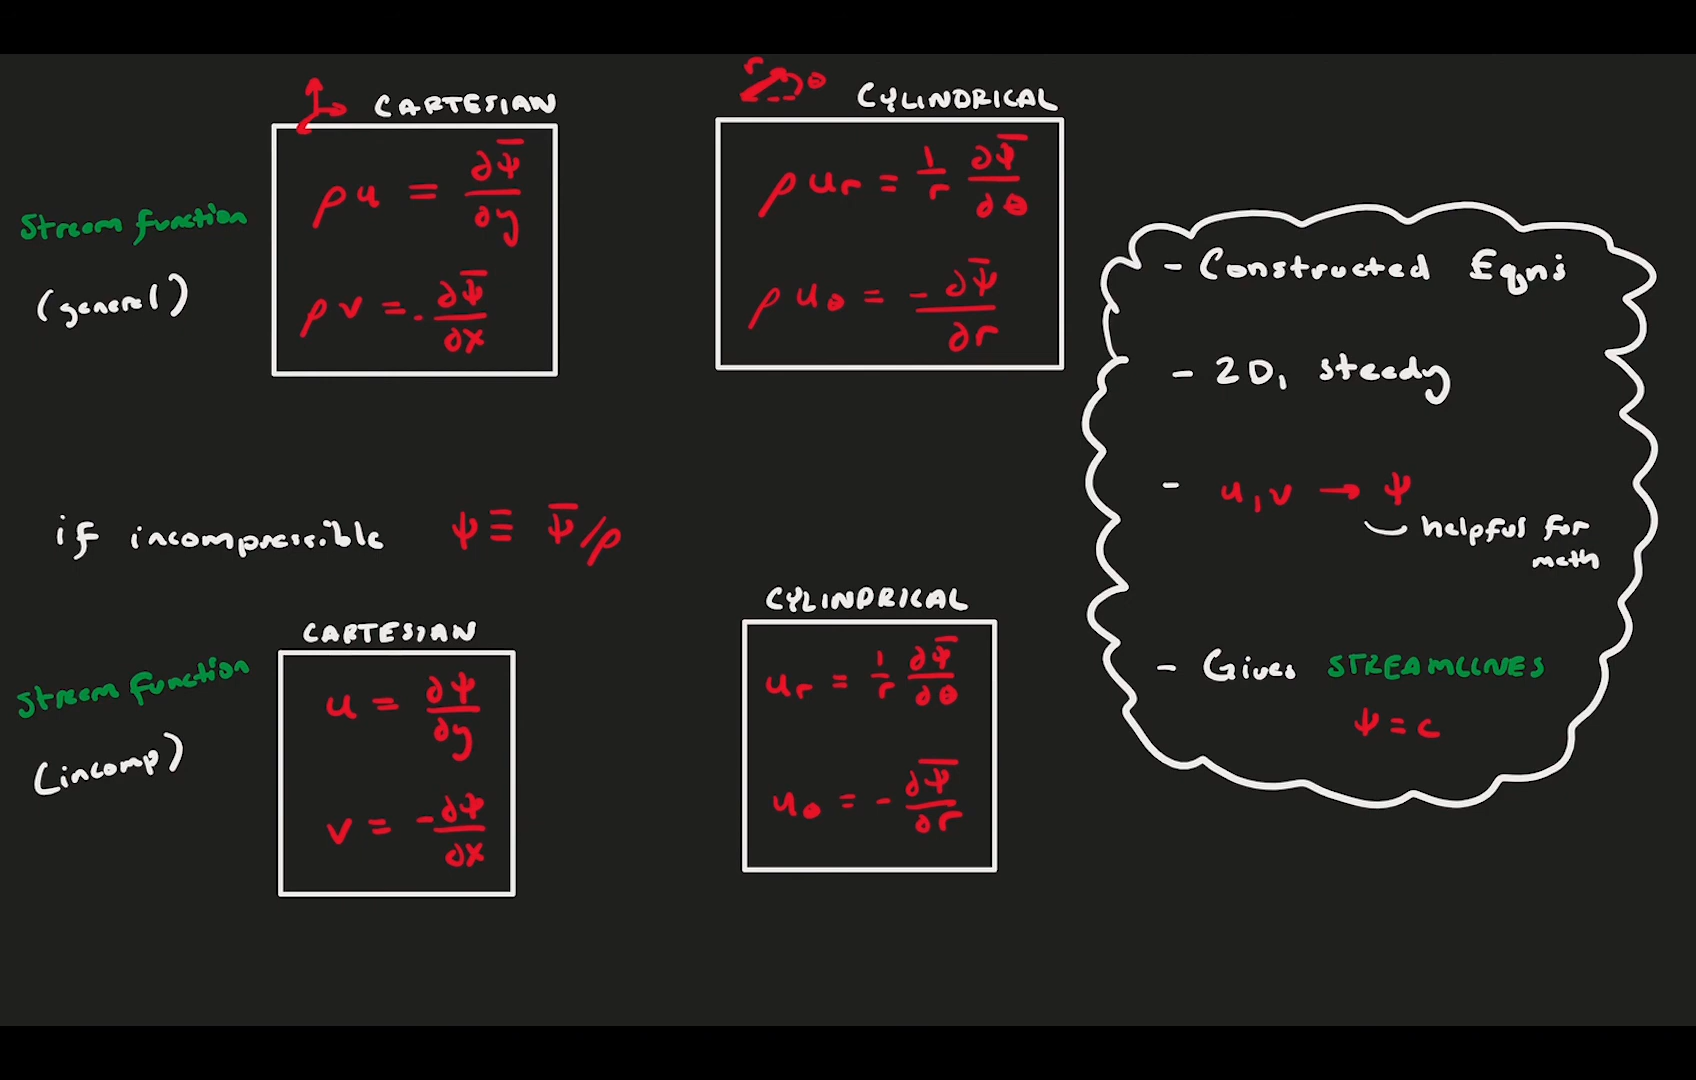 r θ
CARTESIAN
CYLINDRICAL
ρu = ∂Ψ̅/∂y
ρv = -∂Ψ̅/∂x
ρu_r = 1/r ∂Ψ̅/∂θ
ρu_θ = -∂Ψ̅/∂r
Stream function
(general)
- Constructed Eqns
- 2D, steady
- u, v → ψ
helpful for
math
- Gives STREAMLINES
ψ = c
if incompressible ψ ≡ Ψ̅/ρ
CARTESIAN
CYLINDRICAL
Stream function
(incomp)
u = ∂ψ/∂y
v = -∂ψ/∂x
u_r = 1/r ∂Ψ̅/∂θ
u_θ = -∂Ψ̅/∂r